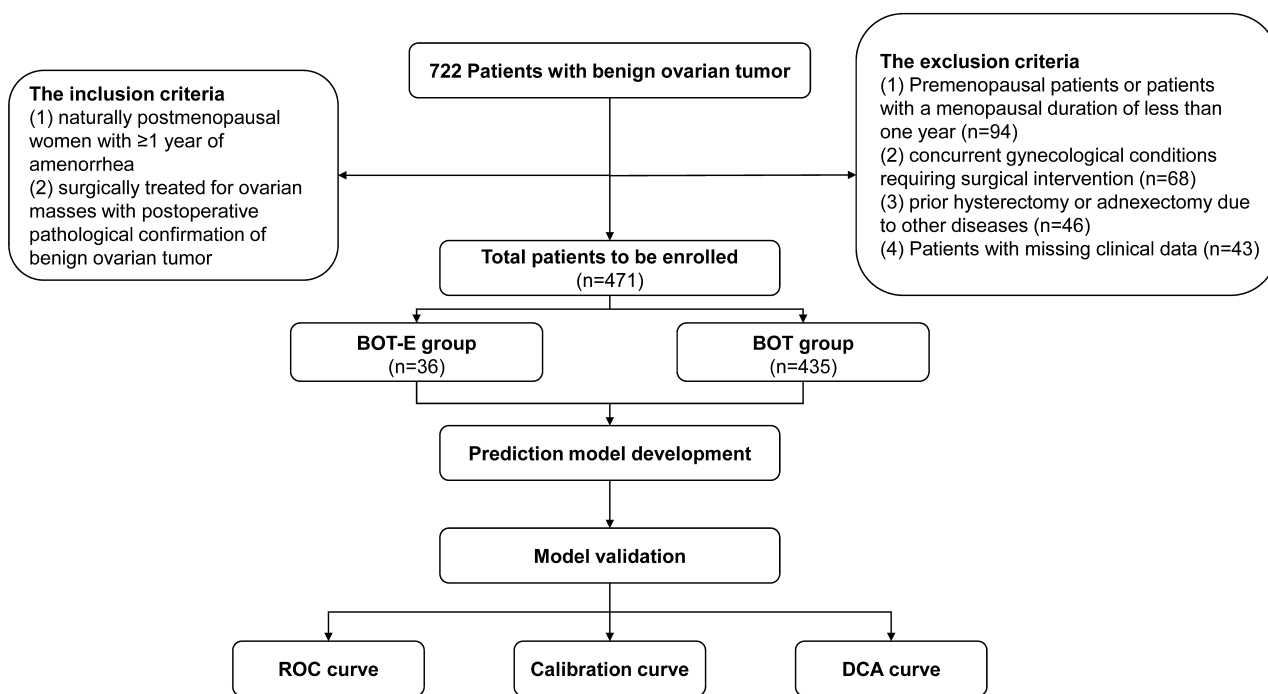 722 Patients with benign ovarian tumor
The inclusion criteria
(1) naturally postmenopausal
women with ≥1 year of
amenorrhea
(2) surgically treated for ovarian
masses with postoperative
pathological confirmation of
benign ovarian tumor
The exclusion criteria
(1) Premenopausal patients or patients
with a menopausal duration of less than
one year (n=94)
(2) concurrent gynecological conditions
requiring surgical intervention (n=68)
(3) prior hysterectomy or adnexectomy due
to other diseases (n=46)
(4) Patients with missing clinical data (n=43)
Total patients to be enrolled
(n=471)
BOT-E group
(n=36)
BOT group
(n=435)
Prediction model development
Model validation
ROC curve
Calibration curve
DCA curve